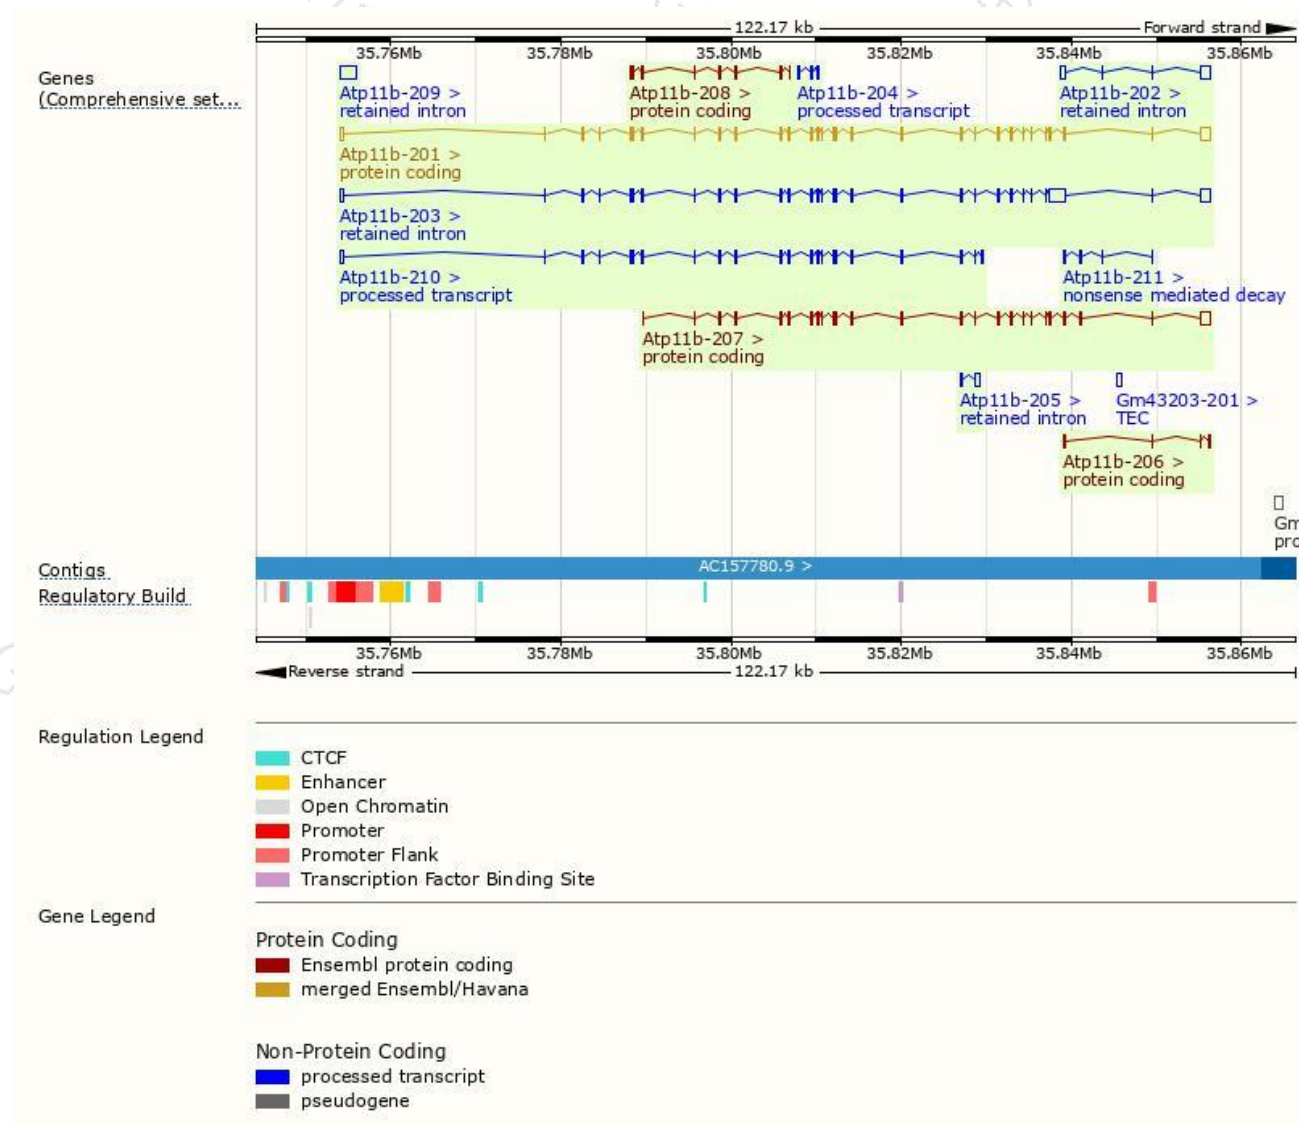 122.17 kb Forward strand
35.76Mb 35.78Mb 35.80Mb 35.82Mb 35.84Mb 35.86Mb
Genes
(Comprehensive set...
Atp11b-209 > Atp11b-208 > Atp11b-204 > Atp11b-202 >
retained intron protein coding processed transcript retained intron
Atp11b-201 >
protein coding
Atp11b-203 >
retained intron
Atp11b-210 > Atp11b-211 >
processed transcript nonsense mediated decay
Atp11b-207 >
protein coding
Atp11b-205 > Gm43203-201 >
retained intron TEC
Atp11b-206 >
protein coding
Gm
pro
Contigs AC157780.9 >
Regulatory Build
35.76Mb 35.78Mb 35.80Mb 35.82Mb 35.84Mb 35.86Mb
Reverse strand 122.17 kb
Regulation Legend
CTCF
Enhancer
Open Chromatin
Promoter
Promoter Flank
Transcription Factor Binding Site
Gene Legend
Protein Coding
Ensembl protein coding
merged Ensembl/Havana
Non-Protein Coding
processed transcript
pseudogene